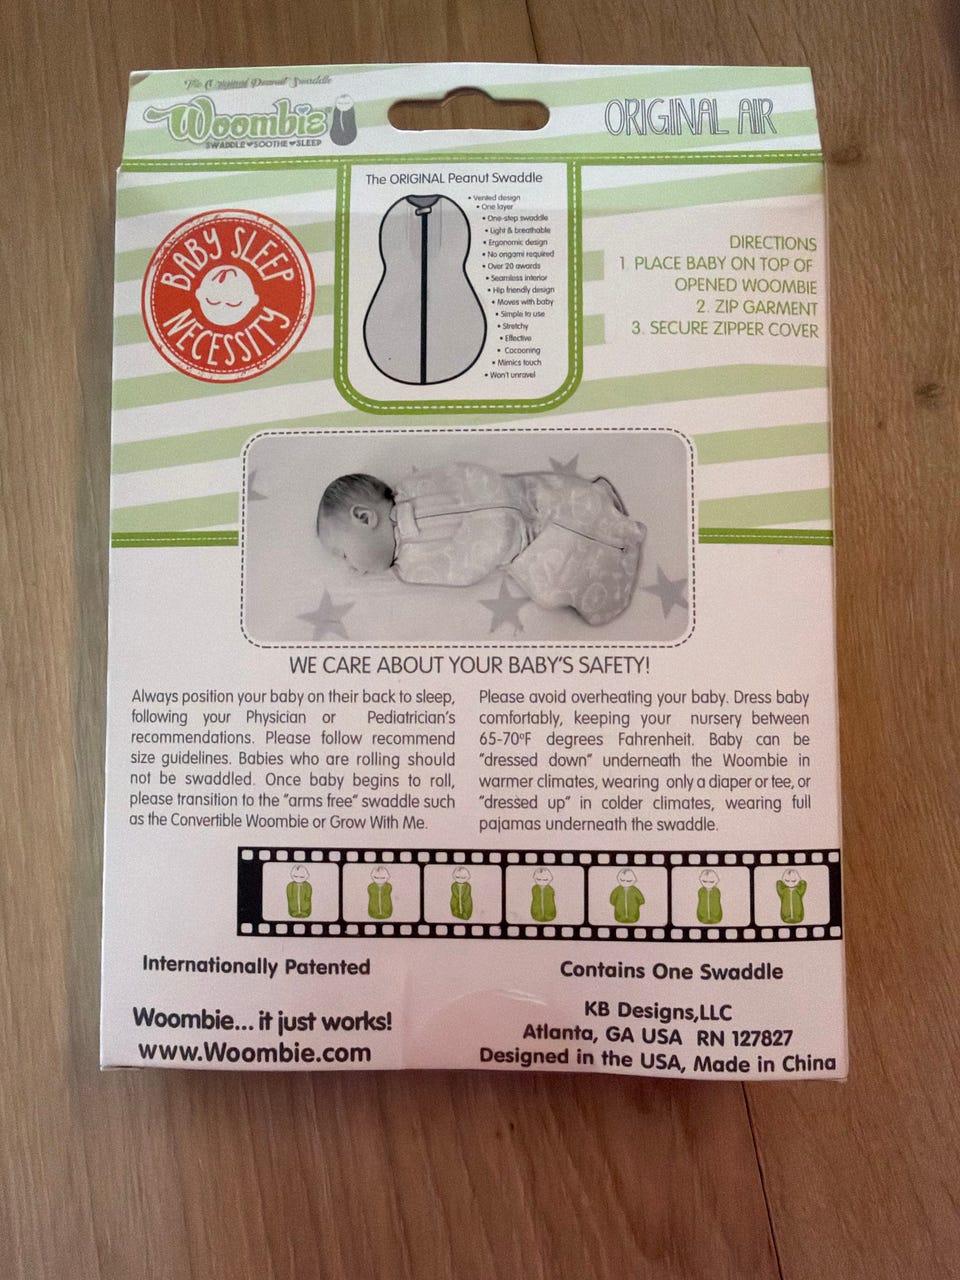 The Original Peanut Swaddle
Woombie
SWADDLE♥SOOTHE♥SLEEP
ORIGINAL AIR
BABY SLEEP
NECESSITY
The ORIGINAL Peanut Swaddle
• Vented design
• One layer
• One-step swaddle
• Light & breathable
• Ergonomic design
• No origami required
• Over 20 awards
• Seamless interior
• Hip friendly design
• Moves with baby
• Simple to use
• Stretchy
• Effective
• Cocooning
• Mimics touch
• Won't unravel
DIRECTIONS
1. PLACE BABY ON TOP OF
OPENED WOOMBIE
2. ZIP GARMENT
3. SECURE ZIPPER COVER
WE CARE ABOUT YOUR BABY'S SAFETY!
Always position your baby on their back to sleep,
following your Physician or Pediatrician's
recommendations. Please follow recommend
size guidelines. Babies who are rolling should
not be swaddled. Once baby begins to roll,
please transition to the "arms free" swaddle such
as the Convertible Woombie or Grow With Me.
Please avoid overheating your baby. Dress baby
comfortably, keeping your nursery between
65-70ºF degrees Fahrenheit. Baby can be
"dressed down" underneath the Woombie in
warmer climates, wearing only a diaper or tee, or
"dressed up" in colder climates, wearing full
pajamas underneath the swaddle.
Internationally Patented
Woombie... it just works!
www.Woombie.com
Contains One Swaddle
KB Designs,LLC
Atlanta, GA USA RN 127827
Designed in the USA, Made in China